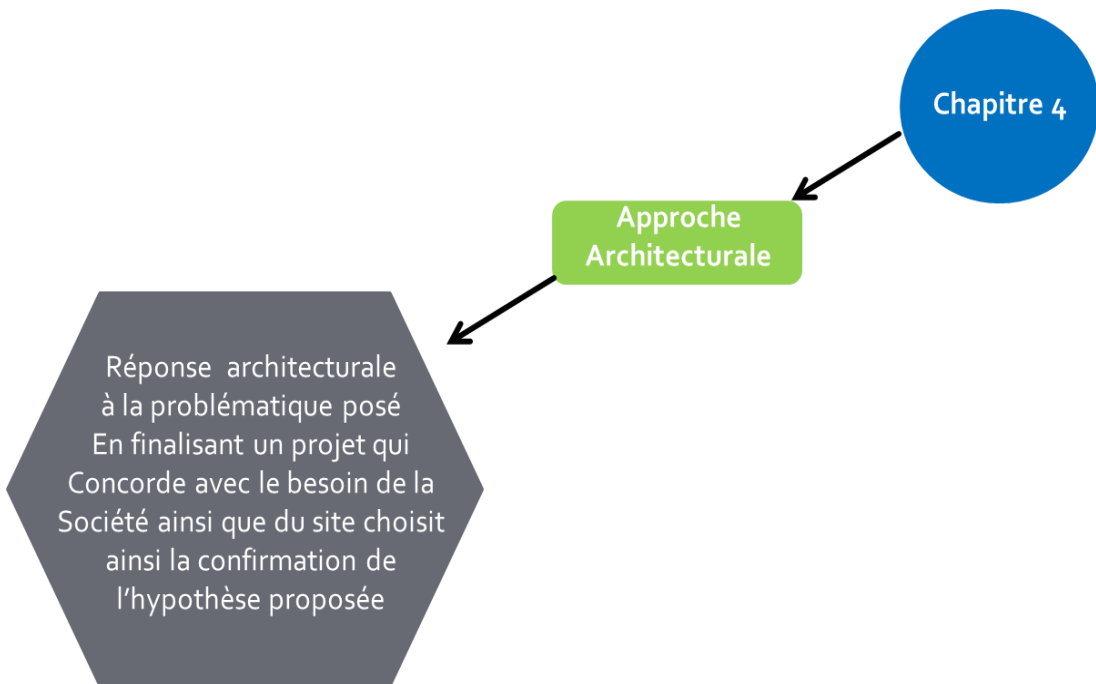 Chapitre 4
Approche
Architecturale
Réponse architecturale
à la problématique posé
En finalisant un projet qui
Concorde avec le besoin de la
Société ainsi que du site choisit
ainsi la confirmation de
l'hypothèse proposée